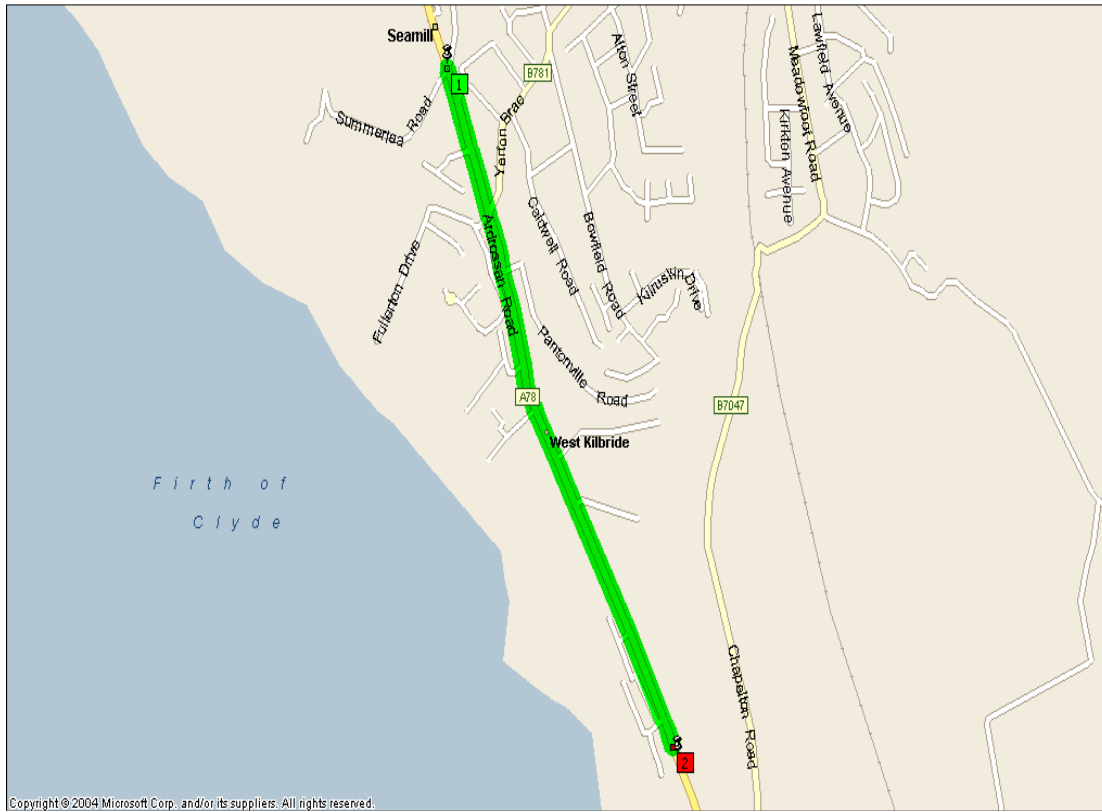 Seamill
1
Summerlea Road
Yerton Brae
B781
Alton Street
Meadowfoot Road
Lawfield Avenue
Kirkton Avenue
Fullerton Drive
Ardrossan Road
Caldwell Road
Bowfield Road
Kilruskin Drive
Pantonville Road
A78
B7047
West Kilbride
Firth of
Clyde
Chapelton Road
2
Copyright © 2004 Microsoft Corp. and/or its suppliers. All rights reserved.